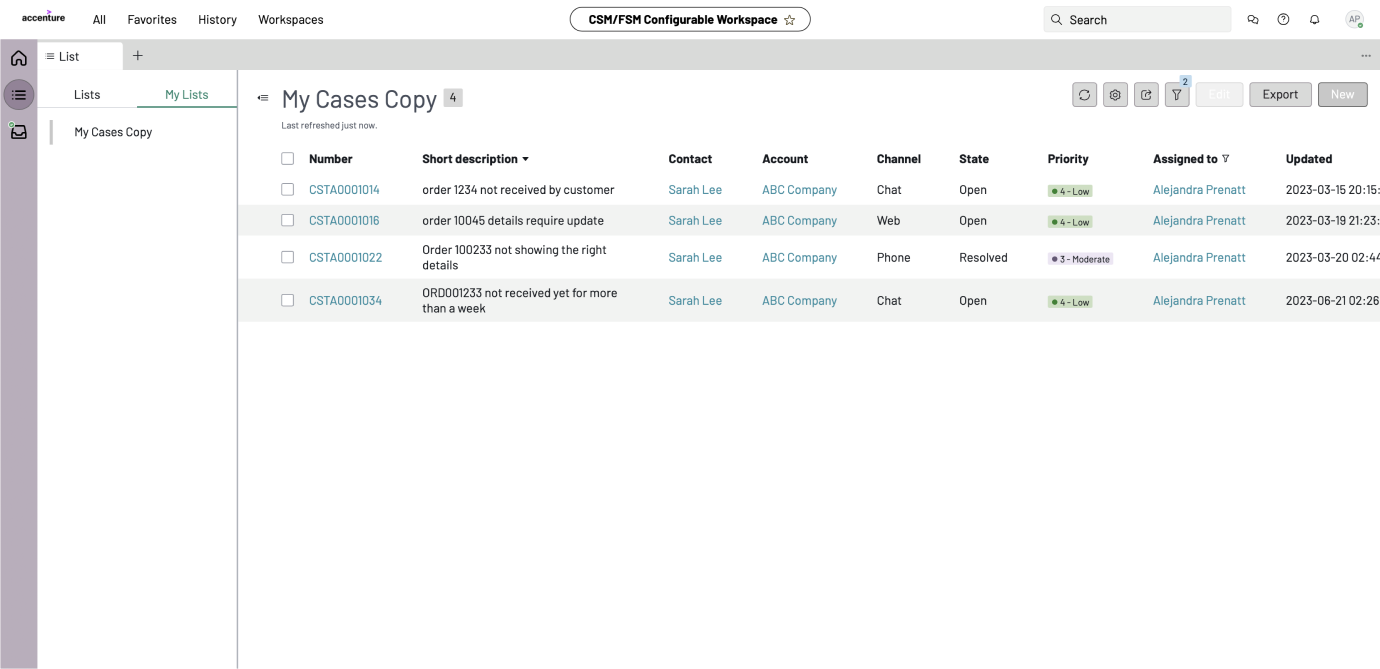 accenture
All
Favorites
History
Workspaces
CSM/FSM Configurable Workspace
Search
AP
List
Lists
My Lists
My Cases Copy
My Cases Copy 4
Last refreshed just now.
2
Edit
Export
New
Number Short description Contact Account Channel State Priority Assigned to Updated
CSTA0001014 order 1234 not received by customer Sarah Lee ABC Company Chat Open 4 - Low Alejandra Prenatt 2023-03-15 20:15:
CSTA0001016 order 10045 details require update Sarah Lee ABC Company Web Open 4 - Low Alejandra Prenatt 2023-03-19 21:23:
CSTA0001022 Order 100233 not showing the right
details Sarah Lee ABC Company Phone Resolved 3 - Moderate Alejandra Prenatt 2023-03-20 02:44
CSTA0001034 ORD001233 not received yet for more
than a week Sarah Lee ABC Company Chat Open 4 - Low Alejandra Prenatt 2023-06-21 02:26